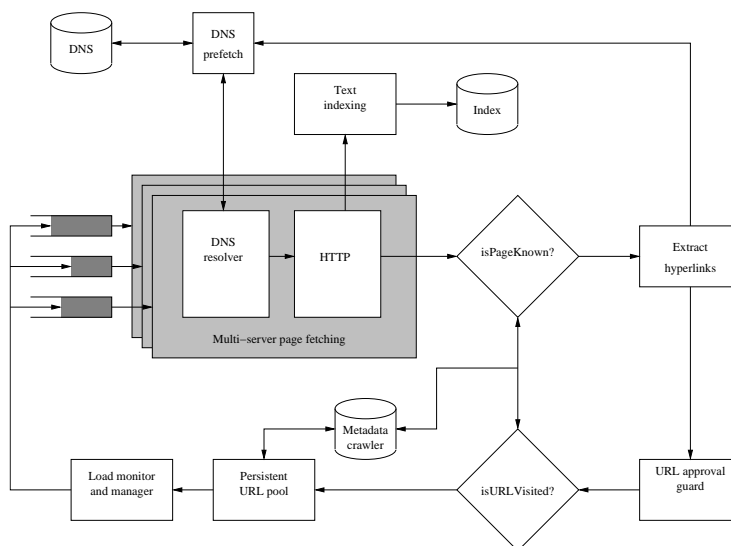 DNS
DNS
prefetch
Text
indexing
Index
DNS
resolver
HTTP
isPageKnown?
Extract
hyperlinks
Multi−server page fetching
Metadata
crawler
Load monitor
and manager
Persistent
URL pool
isURLVisited?
URL approval
guard